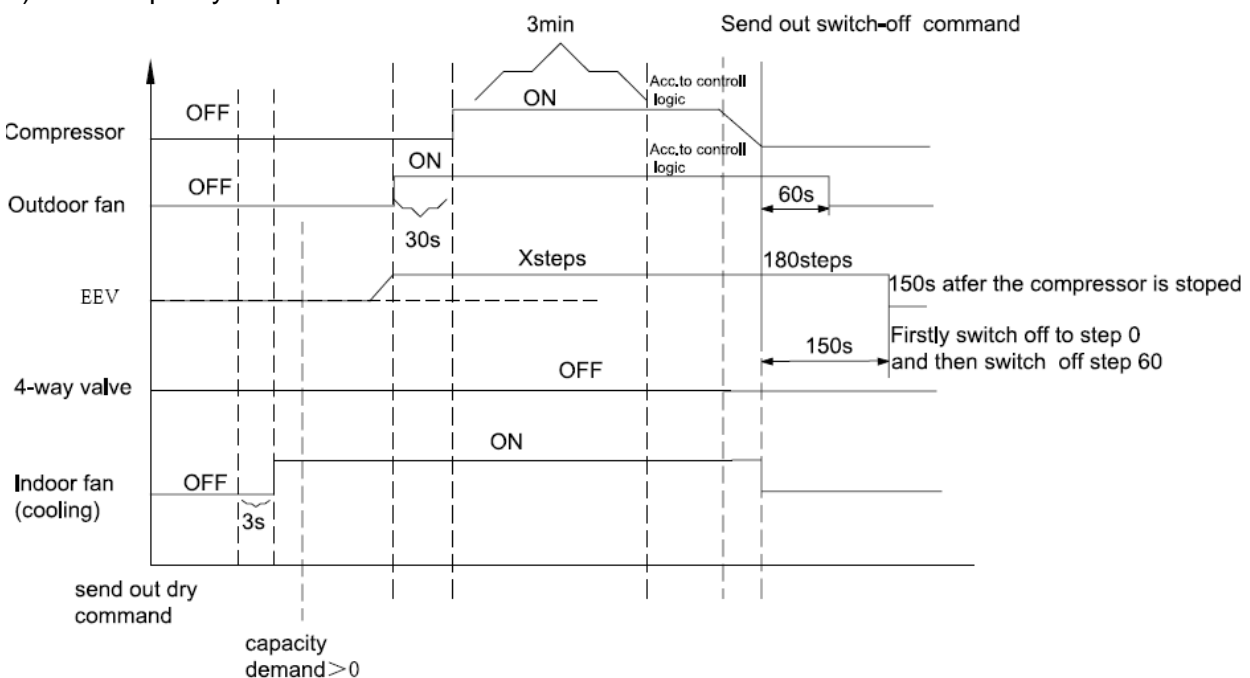 3min
Send out switch-off command
Compressor
OFF
ON
Acc.to controll
logic
Outdoor fan
OFF
ON
Acc.to controll
logic
30s
60s
EEV
Xsteps
180steps
150s atfer the compressor is stoped
Firstly switch off to step 0
and then switch off step 60
150s
4-way valve
OFF
Indoor fan
(cooling)
OFF
ON
3s
send out dry
command
capacity
demand＞0